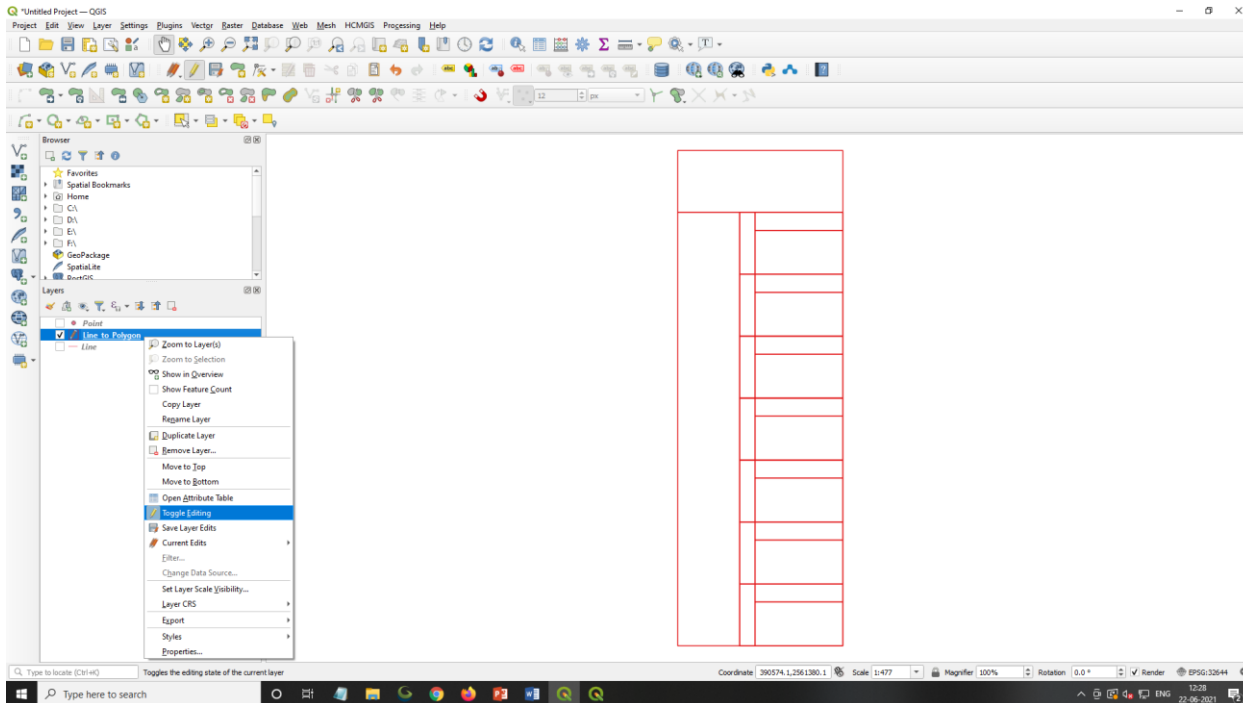 *Untitled Project — QGIS
Project Edit View Layer Settings Plugins Vector Raster Database Web Mesh HCMGIS Processing Help
12 px
Browser
Favorites
Spatial Bookmarks
Home
C:\
D:\
E:\
F:\
GeoPackage
SpatiaLite
PostGIS
Layers
Point
Line_to_Polygon
Line
Zoom to Layer(s)
Zoom to Selection
Show in Overview
Show Feature Count
Copy Layer
Rename Layer
Duplicate Layer
Remove Layer...
Move to Top
Move to Bottom
Open Attribute Table
Toggle Editing
Save Layer Edits
Current Edits
Filter...
Change Data Source...
Set Layer Scale Visibility...
Layer CRS
Export
Styles
Properties...
Type to locate (Ctrl+K) Toggles the editing state of the current layer Coordinate 390574.1,2561380.1 Scale 1:477 Magnifier 100% Rotation 0.0 ° Render EPSG:32644
Type here to search ENG 12:28
22-06-2021